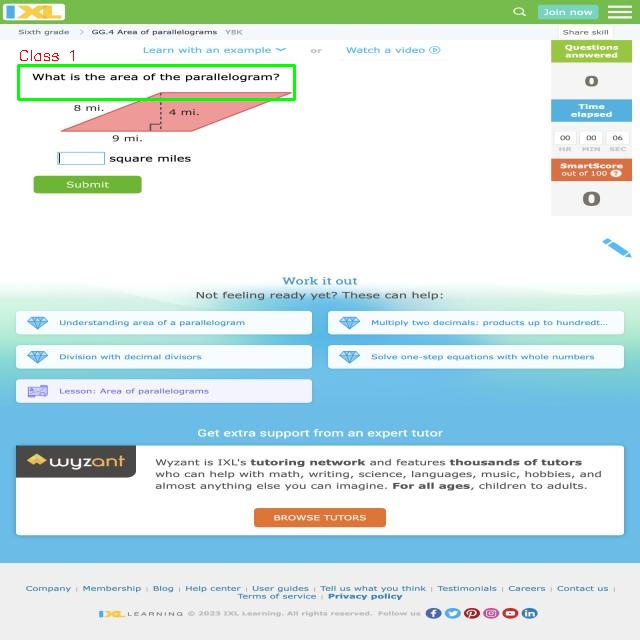 IXL
Join now
Sixth grade > GG.4 Area of parallelograms Y8K
Share skill
Class 1
Learn with an example or Watch a video
What is the area of the parallelogram?
8 mi.
4 mi.
9 mi.
square miles
Submit
Questions
answered
0
Time
elapsed
00 00 06
HR MIN SEC
SmartScore
out of 100 ?
0
Work it out
Not feeling ready yet? These can help:
Understanding area of a parallelogram
Multiply two decimals: products up to hundredt...
Division with decimal divisors
Solve one-step equations with whole numbers
Lesson: Area of parallelograms
Get extra support from an expert tutor
wyzant
Wyzant is IXL's tutoring network and features thousands of tutors
who can help with math, writing, science, languages, music, hobbies, and
almost anything else you can imagine. For all ages, children to adults.
BROWSE TUTORS
Company | Membership | Blog | Help center | User guides | Tell us what you think | Testimonials | Careers | Contact us |
Terms of service | Privacy policy
IXL LEARNING © 2023 IXL Learning. All rights reserved. Follow us